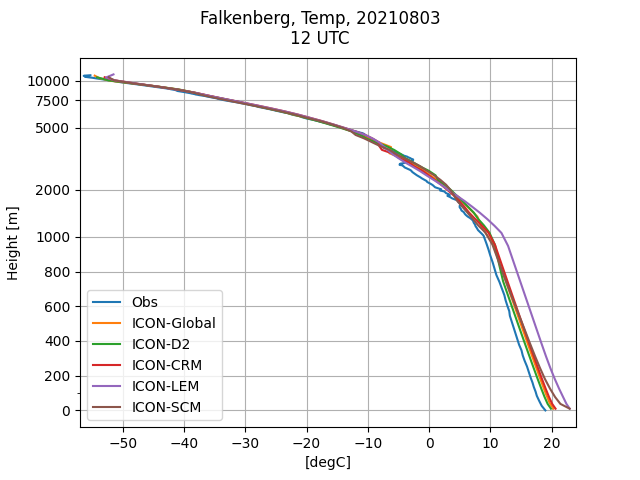 Falkenberg, Temp, 20210803
12 UTC
10000
7500
5000
2000
1000
800
600
400
200
0
Height [m]
Obs
ICON-Global
ICON-D2
ICON-CRM
ICON-LEM
ICON-SCM
−50
−40
−30
−20
−10
0
10
20
[degC]